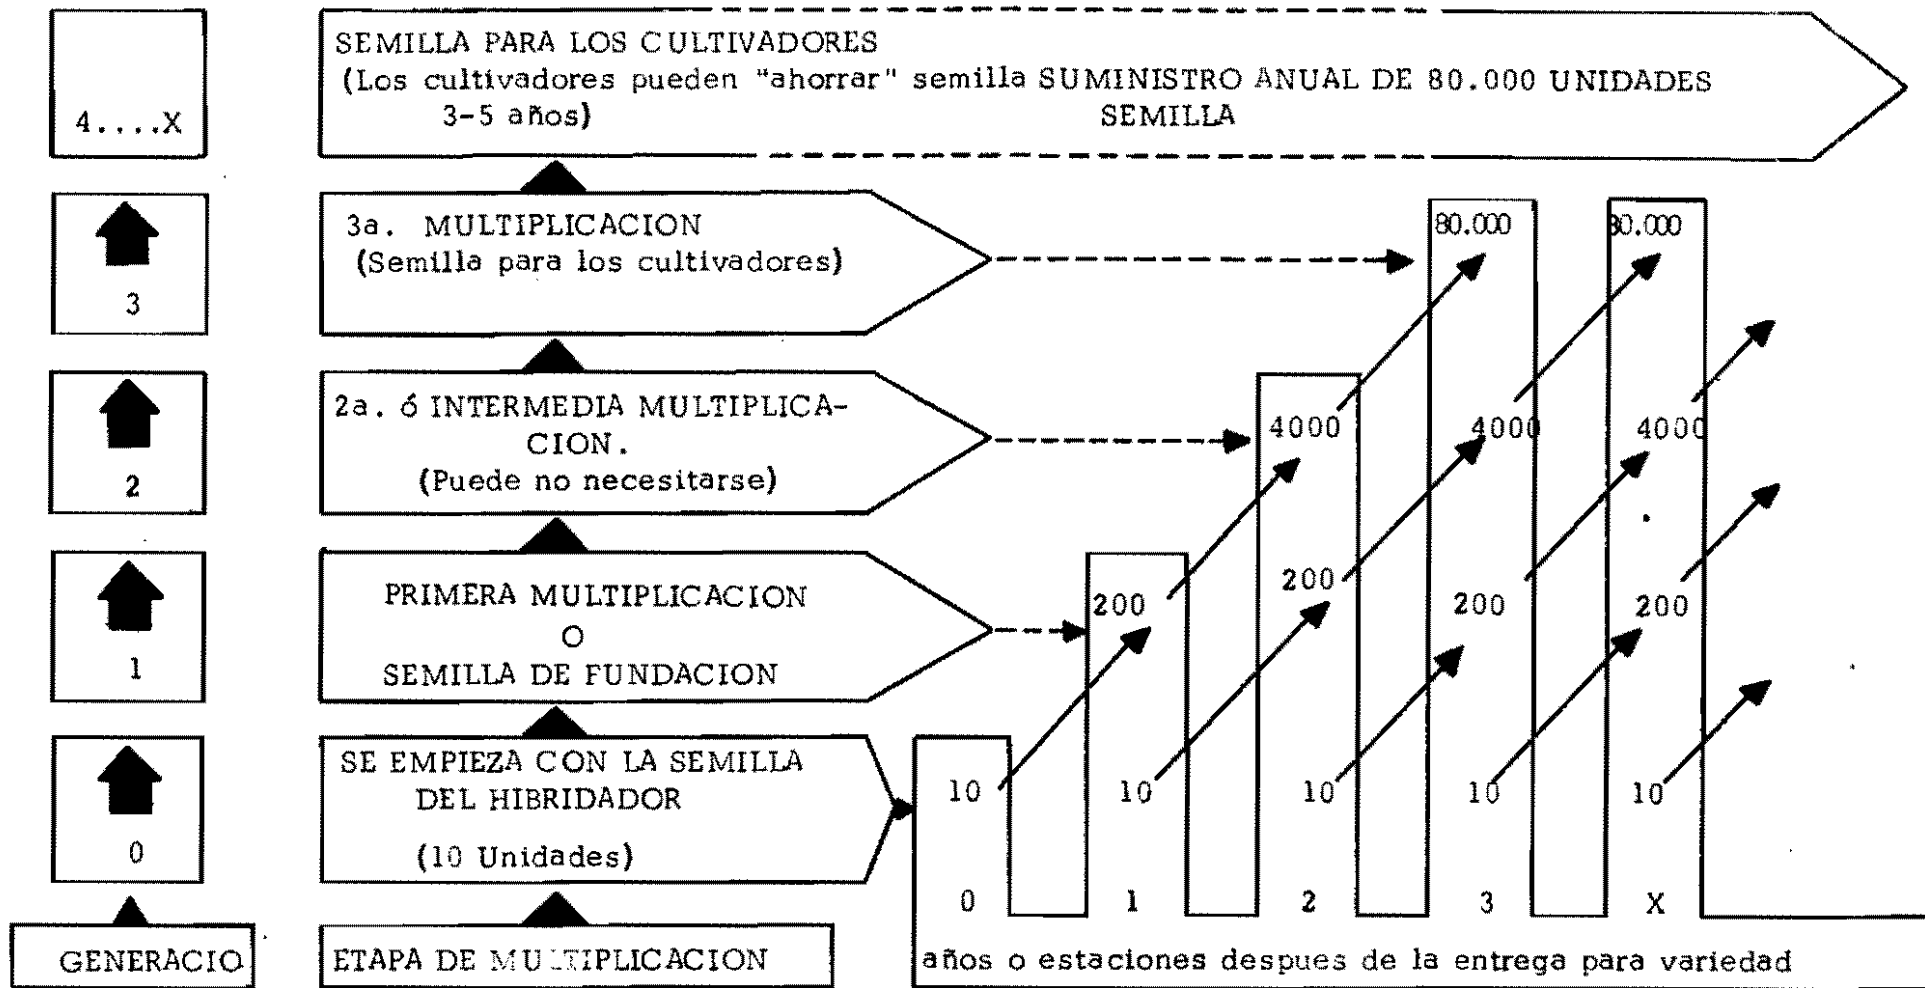 SEMILLA PARA LOS CULTIVADORES
(Los cultivadores pueden "ahorrar" semilla SUMINISTRO ANUAL DE 80.000 UNIDADES
3-5 años) SEMILLA
4....X
3a. MULTIPLICACION
(Semilla para los cultivadores)
3
80.000 80.000
2a. ó INTERMEDIA MULTIPLICA-
CION.
(Puede no necesitarse)
2
4000 4000 4000
PRIMERA MULTIPLICACION
O
SEMILLA DE FUNDACION
1
200 200 200 200
SE EMPIEZA CON LA SEMILLA
DEL HIBRIDADOR
(10 Unidades)
0
10 10 10 10 10
0 1 2 3 X
GENERACIO
ETAPA DE MULTIPLICACION
años o estaciones despues de la entrega para variedad